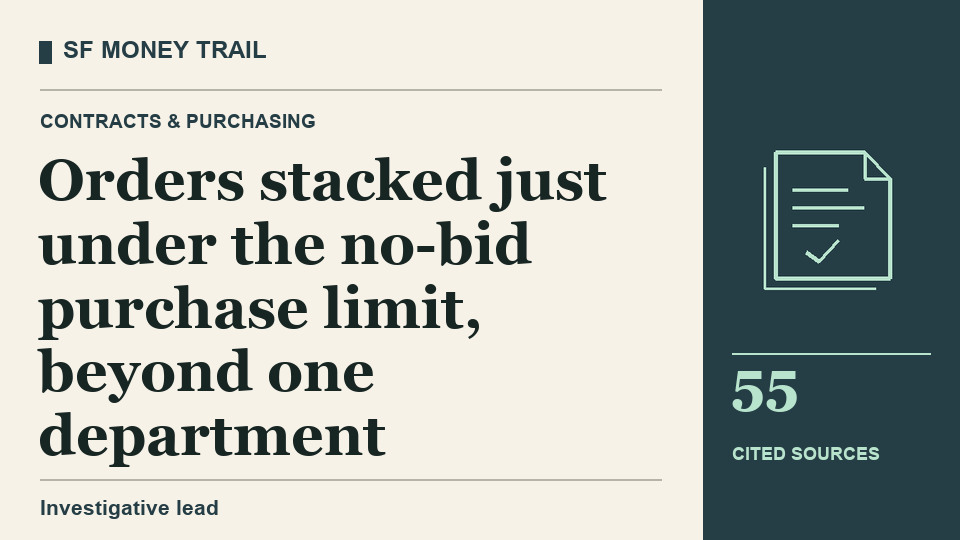 SF MONEY TRAIL
CONTRACTS & PURCHASING
Orders stacked just
under the no-bid
purchase limit,
beyond one
department
Investigative lead
55
CITED SOURCES